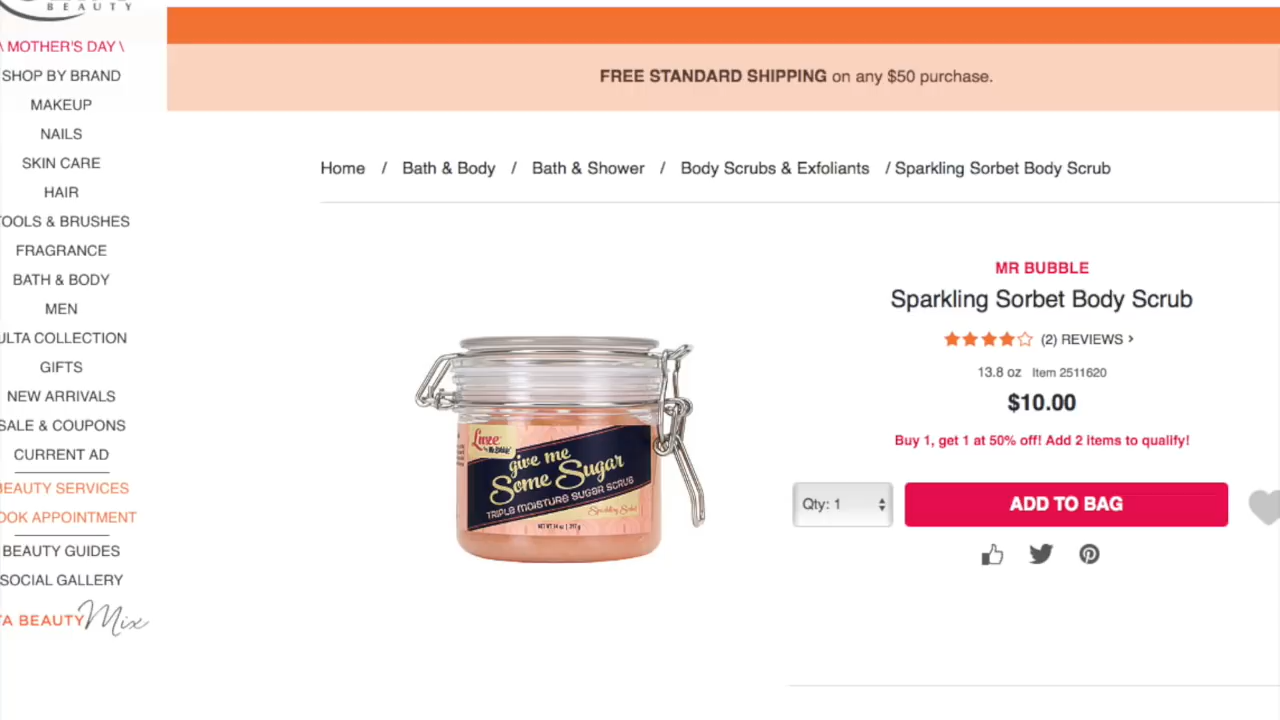 BEAUTY
\ MOTHER'S DAY \
SHOP BY BRAND
MAKEUP
NAILS
SKIN CARE
HAIR
TOOLS & BRUSHES
FRAGRANCE
BATH & BODY
MEN
ULTA COLLECTION
GIFTS
NEW ARRIVALS
SALE & COUPONS
CURRENT AD
BEAUTY SERVICES
OOK APPOINTMENT
BEAUTY GUIDES
SOCIAL GALLERY
TA BEAUTY Mix
FREE STANDARD SHIPPING on any $50 purchase.
Home / Bath & Body / Bath & Shower / Body Scrubs & Exfoliants / Sparkling Sorbet Body Scrub
Luxe
by Mr. Bubble
give me
Some Sugar
TRIPLE MOISTURE SUGAR SCRUB
Sparkling Sorbet
MR BUBBLE
Sparkling Sorbet Body Scrub
(2) REVIEWS >
13.8 oz Item 2511620
$10.00
Buy 1, get 1 at 50% off! Add 2 items to qualify!
Qty: 1
ADD TO BAG